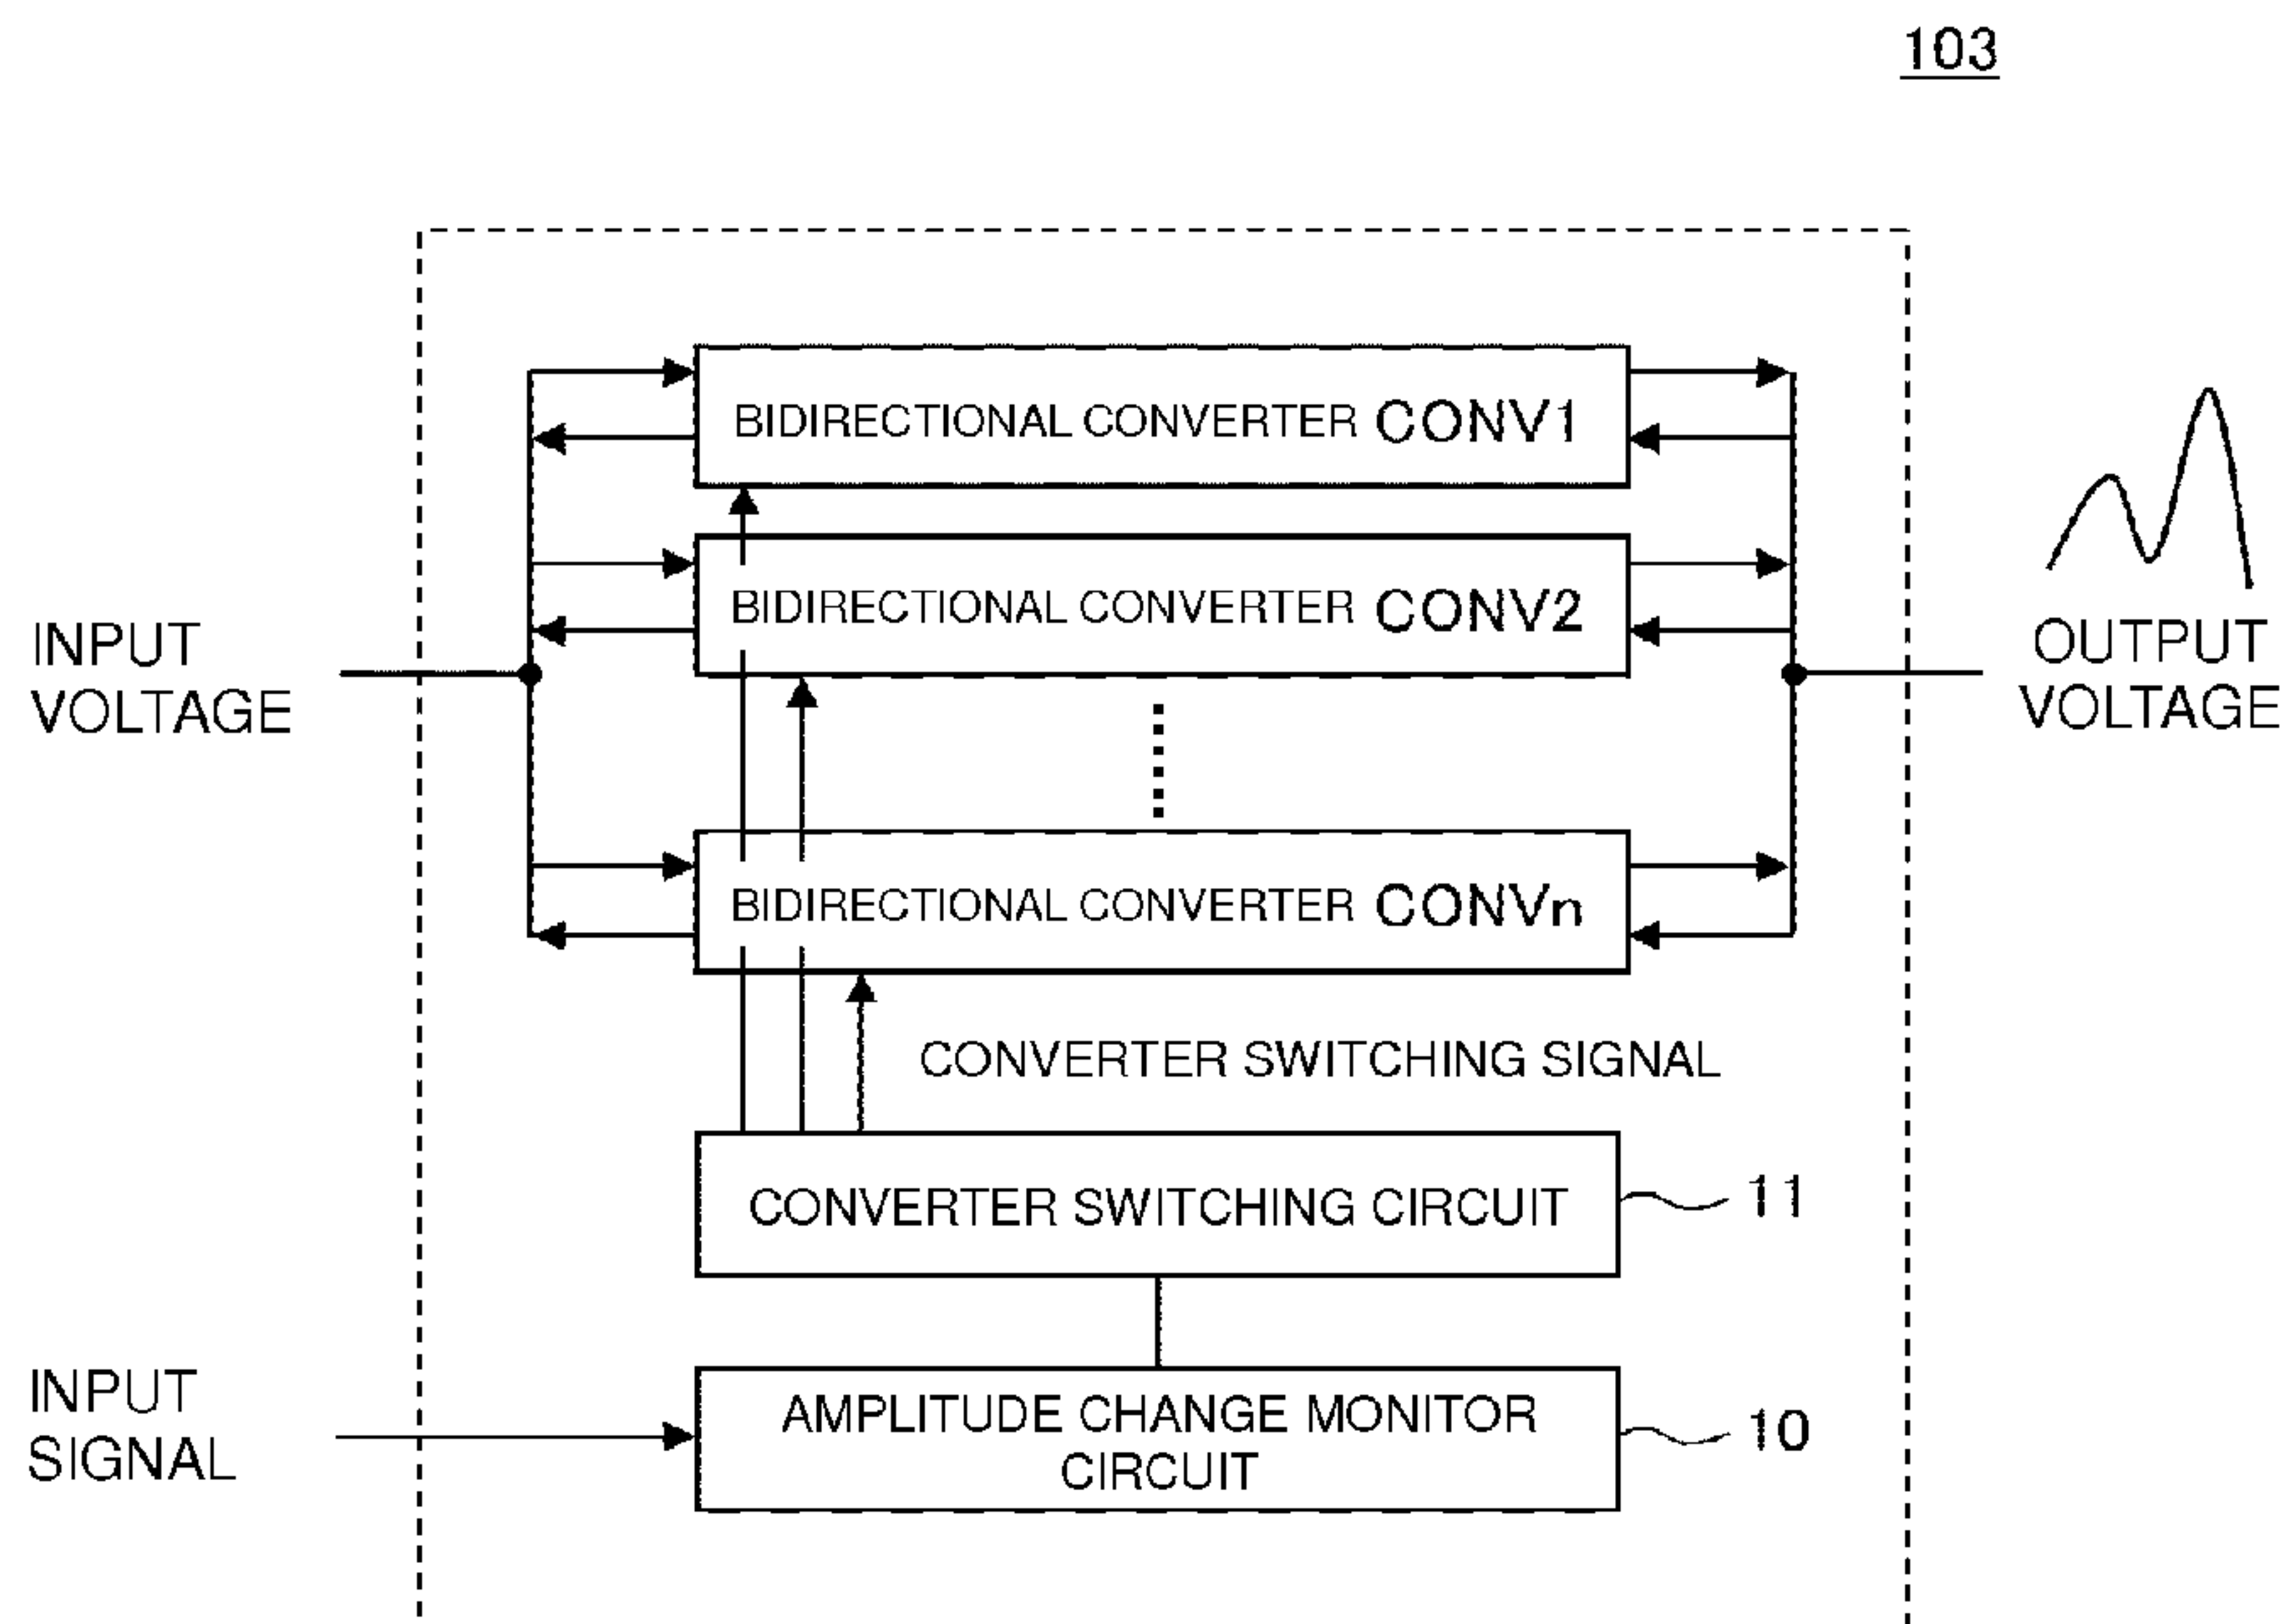 103
BIDIRECTIONAL CONVERTER CONV1
BIDIRECTIONAL CONVERTER CONV2
INPUT
VOLTAGE
OUTPUT
VOLTAGE
BIDIRECTIONAL CONVERTER CONVn
CONVERTER SWITCHING SIGNAL
CONVERTER SWITCHING CIRCUIT
11
INPUT
SIGNAL
AMPLITUDE CHANGE MONITOR
CIRCUIT
10